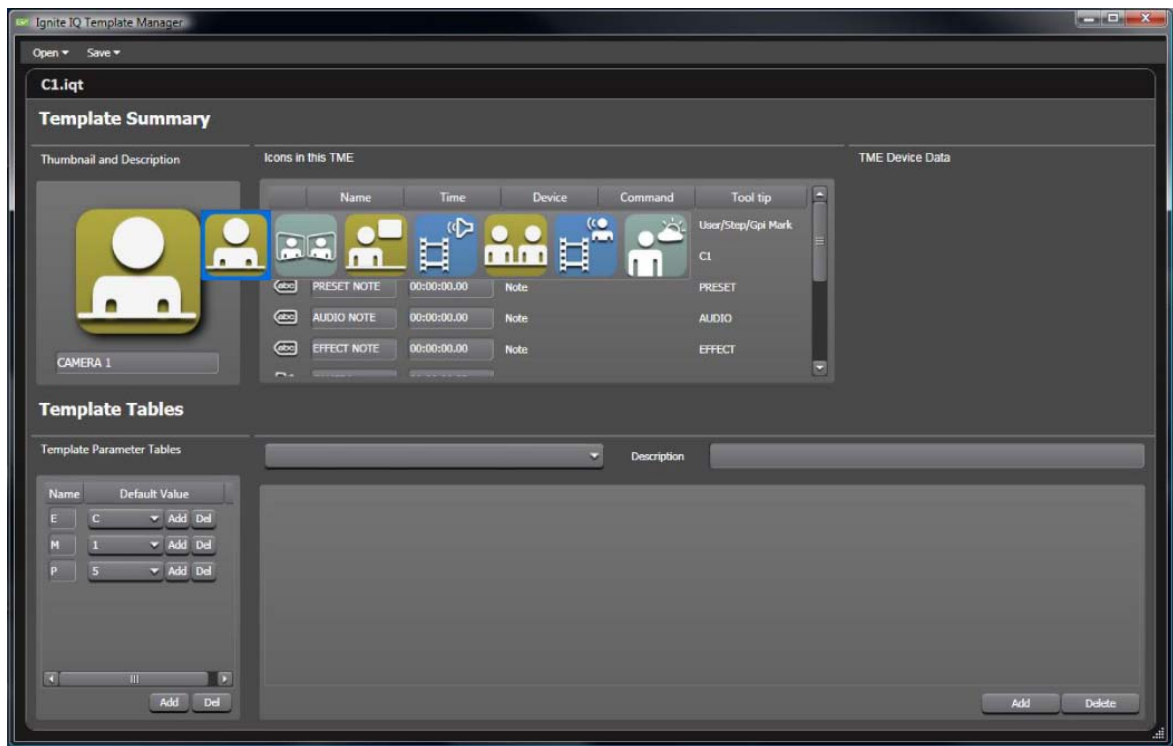 Ignite IQ Template Manager
Open Save
C1.iqt
Template Summary
Thumbnail and Description Icons in this TME TME Device Data
Name Time Device Command Tool tip
User/Step/Gpi Mark
C1
abc PRESET NOTE 00:00:00.00 Note PRESET
abc AUDIO NOTE 00:00:00.00 Note AUDIO
abc EFFECT NOTE 00:00:00.00 Note EFFECT
CAMERA 1
Template Tables
Template Parameter Tables Description
Name Default Value
E C Add Del
M 1 Add Del
P 5 Add Del
Add Del
Add Delete